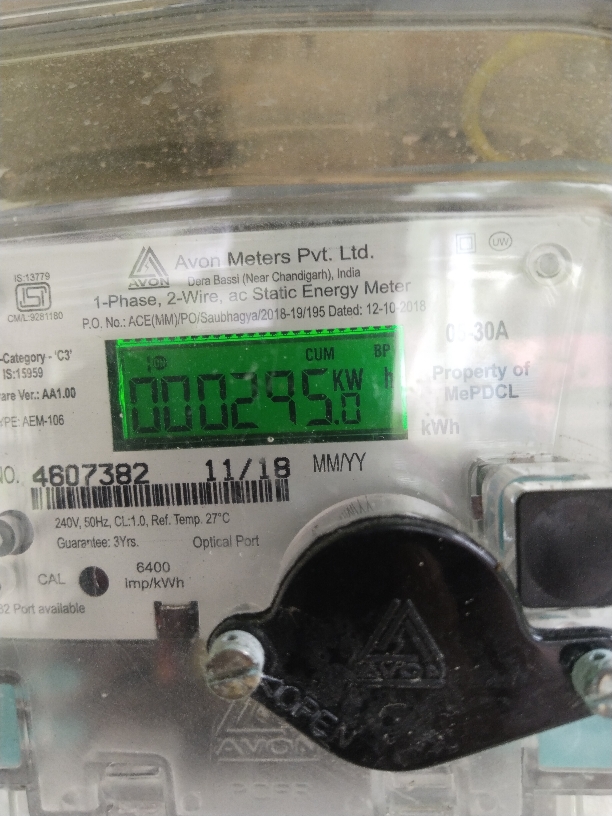 UW
Avon Meters Pvt. Ltd.
AVON
Dera Bassi (Near Chandigarh), India
IS:13779
CM/L:9281180
1-Phase, 2-Wire, ac Static Energy Meter
P.O. No.: ACE(MM)/PO/Saubhagya/2018-19/195 Dated: 12-10-2018
-30A
-Category - 'C3'
IS:15959
are Ver.: AA1.00
YPE: AEM-106
CUM BP
000295.0 KW h
Property of
MePDCL
kWh
NO. 4607382 11/18 MM/YY
240V, 50Hz, CL:1.0, Ref. Temp. 27°C
Guarantee: 3Yrs. Optical Port
CAL 6400
imp/kWh
32 Port available
AVON
OPEN
AVON